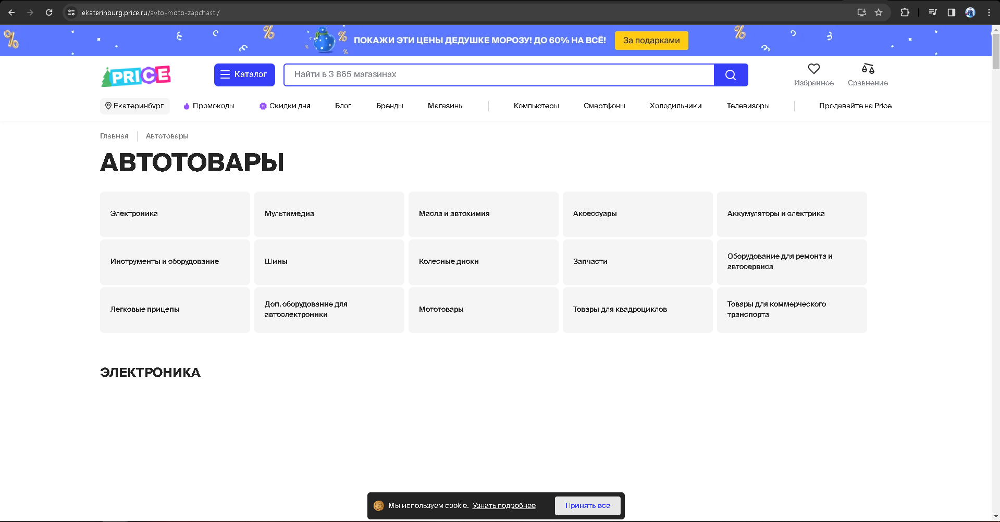 ekaterinburg.price.ru/avto-moto-zapchasti/
ПОКАЖИ ЭТИ ЦЕНЫ ДЕДУШКЕ МОРОЗУ! ДО 60% НА ВСЁ!
За подарками
PRICE
Каталог
Найти в 3 865 магазинах
Избранное
Сравнение
Екатеринбург
Промокоды
Скидки дня
Блог
Бренды
Магазины
Компьютеры
Смартфоны
Холодильники
Телевизоры
Продавайте на Price
Главная
Автотовары
АВТОТОВАРЫ
Электроника
Мультимедиа
Масла и автохимия
Аксессуары
Аккумуляторы и электрика
Инструменты и оборудование
Шины
Колесные диски
Запчасти
Оборудование для ремонта и
автосервиса
Легковые прицепы
Доп. оборудование для
автоэлектроники
Мототовары
Товары для квадроциклов
Товары для коммерческого
транспорта
ЭЛЕКТРОНИКА
Мы используем cookie. Узнать подробнее
Принять все